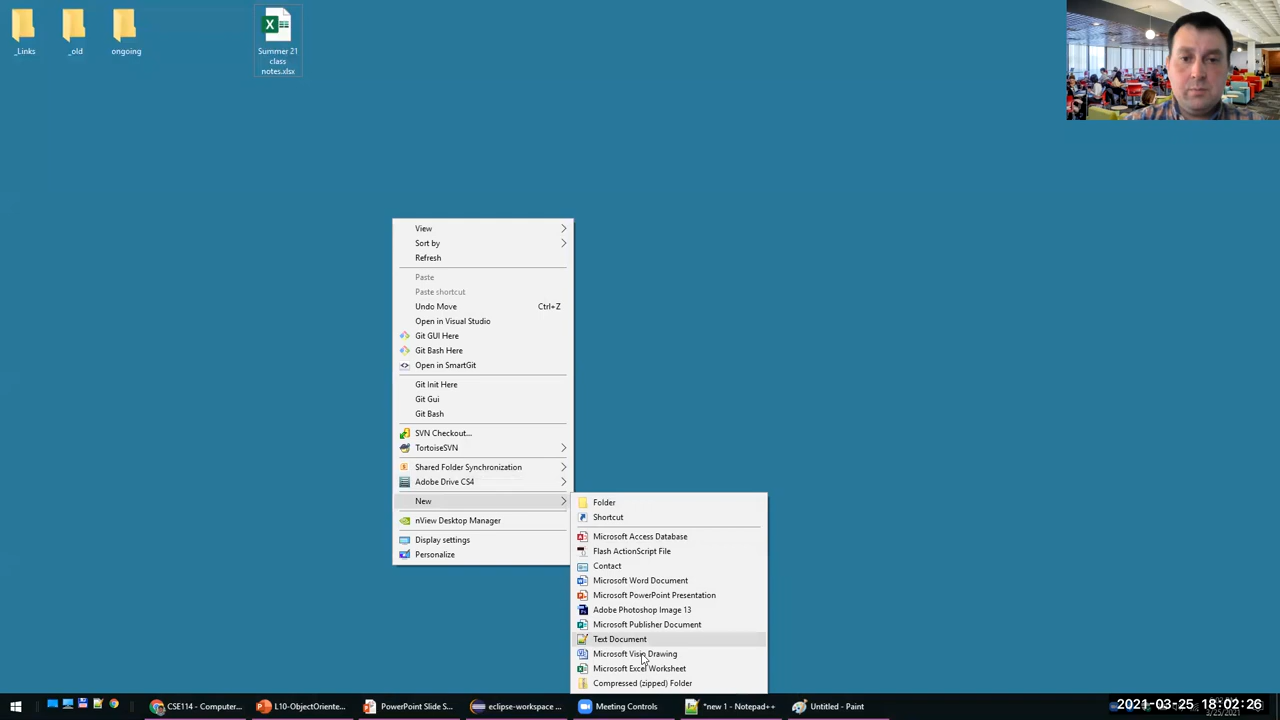 _Links
_old
ongoing
Summer 21
class
notes.xlsx
View
Sort by
Refresh
Paste
Paste shortcut
Undo Move Ctrl+Z
Open in Visual Studio
Git GUI Here
Git Bash Here
Open in SmartGit
Git Init Here
Git Gui
Git Bash
SVN Checkout...
TortoiseSVN
Shared Folder Synchronization
Adobe Drive CS4
New
nView Desktop Manager
Display settings
Personalize
Folder
Shortcut
Microsoft Access Database
Flash ActionScript File
Contact
Microsoft Word Document
Microsoft PowerPoint Presentation
Adobe Photoshop Image 13
Microsoft Publisher Document
Text Document
Microsoft Visio Drawing
Microsoft Excel Worksheet
Compressed (zipped) Folder
CSE114 - Computer...
L10-ObjectOriente...
PowerPoint Slide S...
eclipse-workspace ...
Meeting Controls
*new 1 - Notepad++
Untitled - Paint
2021-03-25 18:02:26